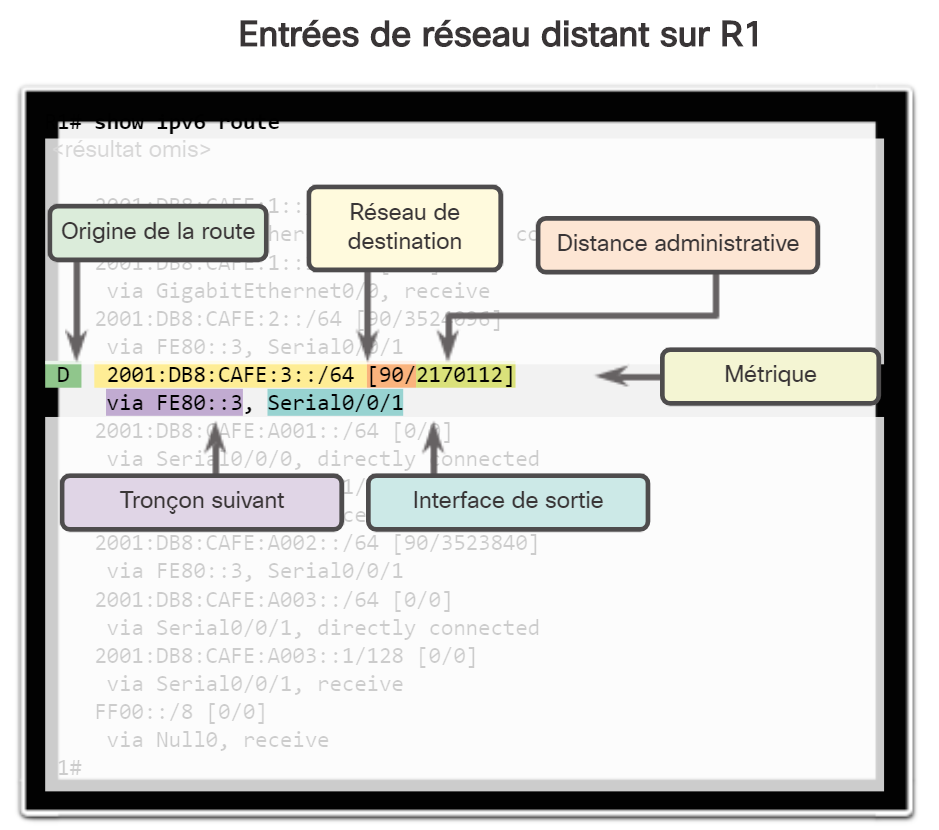 Entrées de réseau distant sur R1
1# show ipv6 route
<résultat omis>
2001:DB8:CAFE:1::
Origine de la route
Réseau de
destination
Distance administrative
2001:DB8:CAFE:1::
via GigabitEthernet0/0, receive
2001:DB8:CAFE:2::/64 [90/3524096]
via FE80::3, Serial0/0/1
D 2001:DB8:CAFE:3::/64 [90/2170112]
Métrique
via FE80::3, Serial0/0/1
2001:DB8:CAFE:A001::/64 [0/0]
via Serial0/0/0, directly connected
Tronçon suivant
Interface de sortie
2001:DB8:CAFE:A002::/64 [90/3523840]
via FE80::3, Serial0/0/1
2001:DB8:CAFE:A003::/64 [0/0]
via Serial0/0/1, directly connected
2001:DB8:CAFE:A003::1/128 [0/0]
via Serial0/0/1, receive
FF00::/8 [0/0]
via Null0, receive
1#